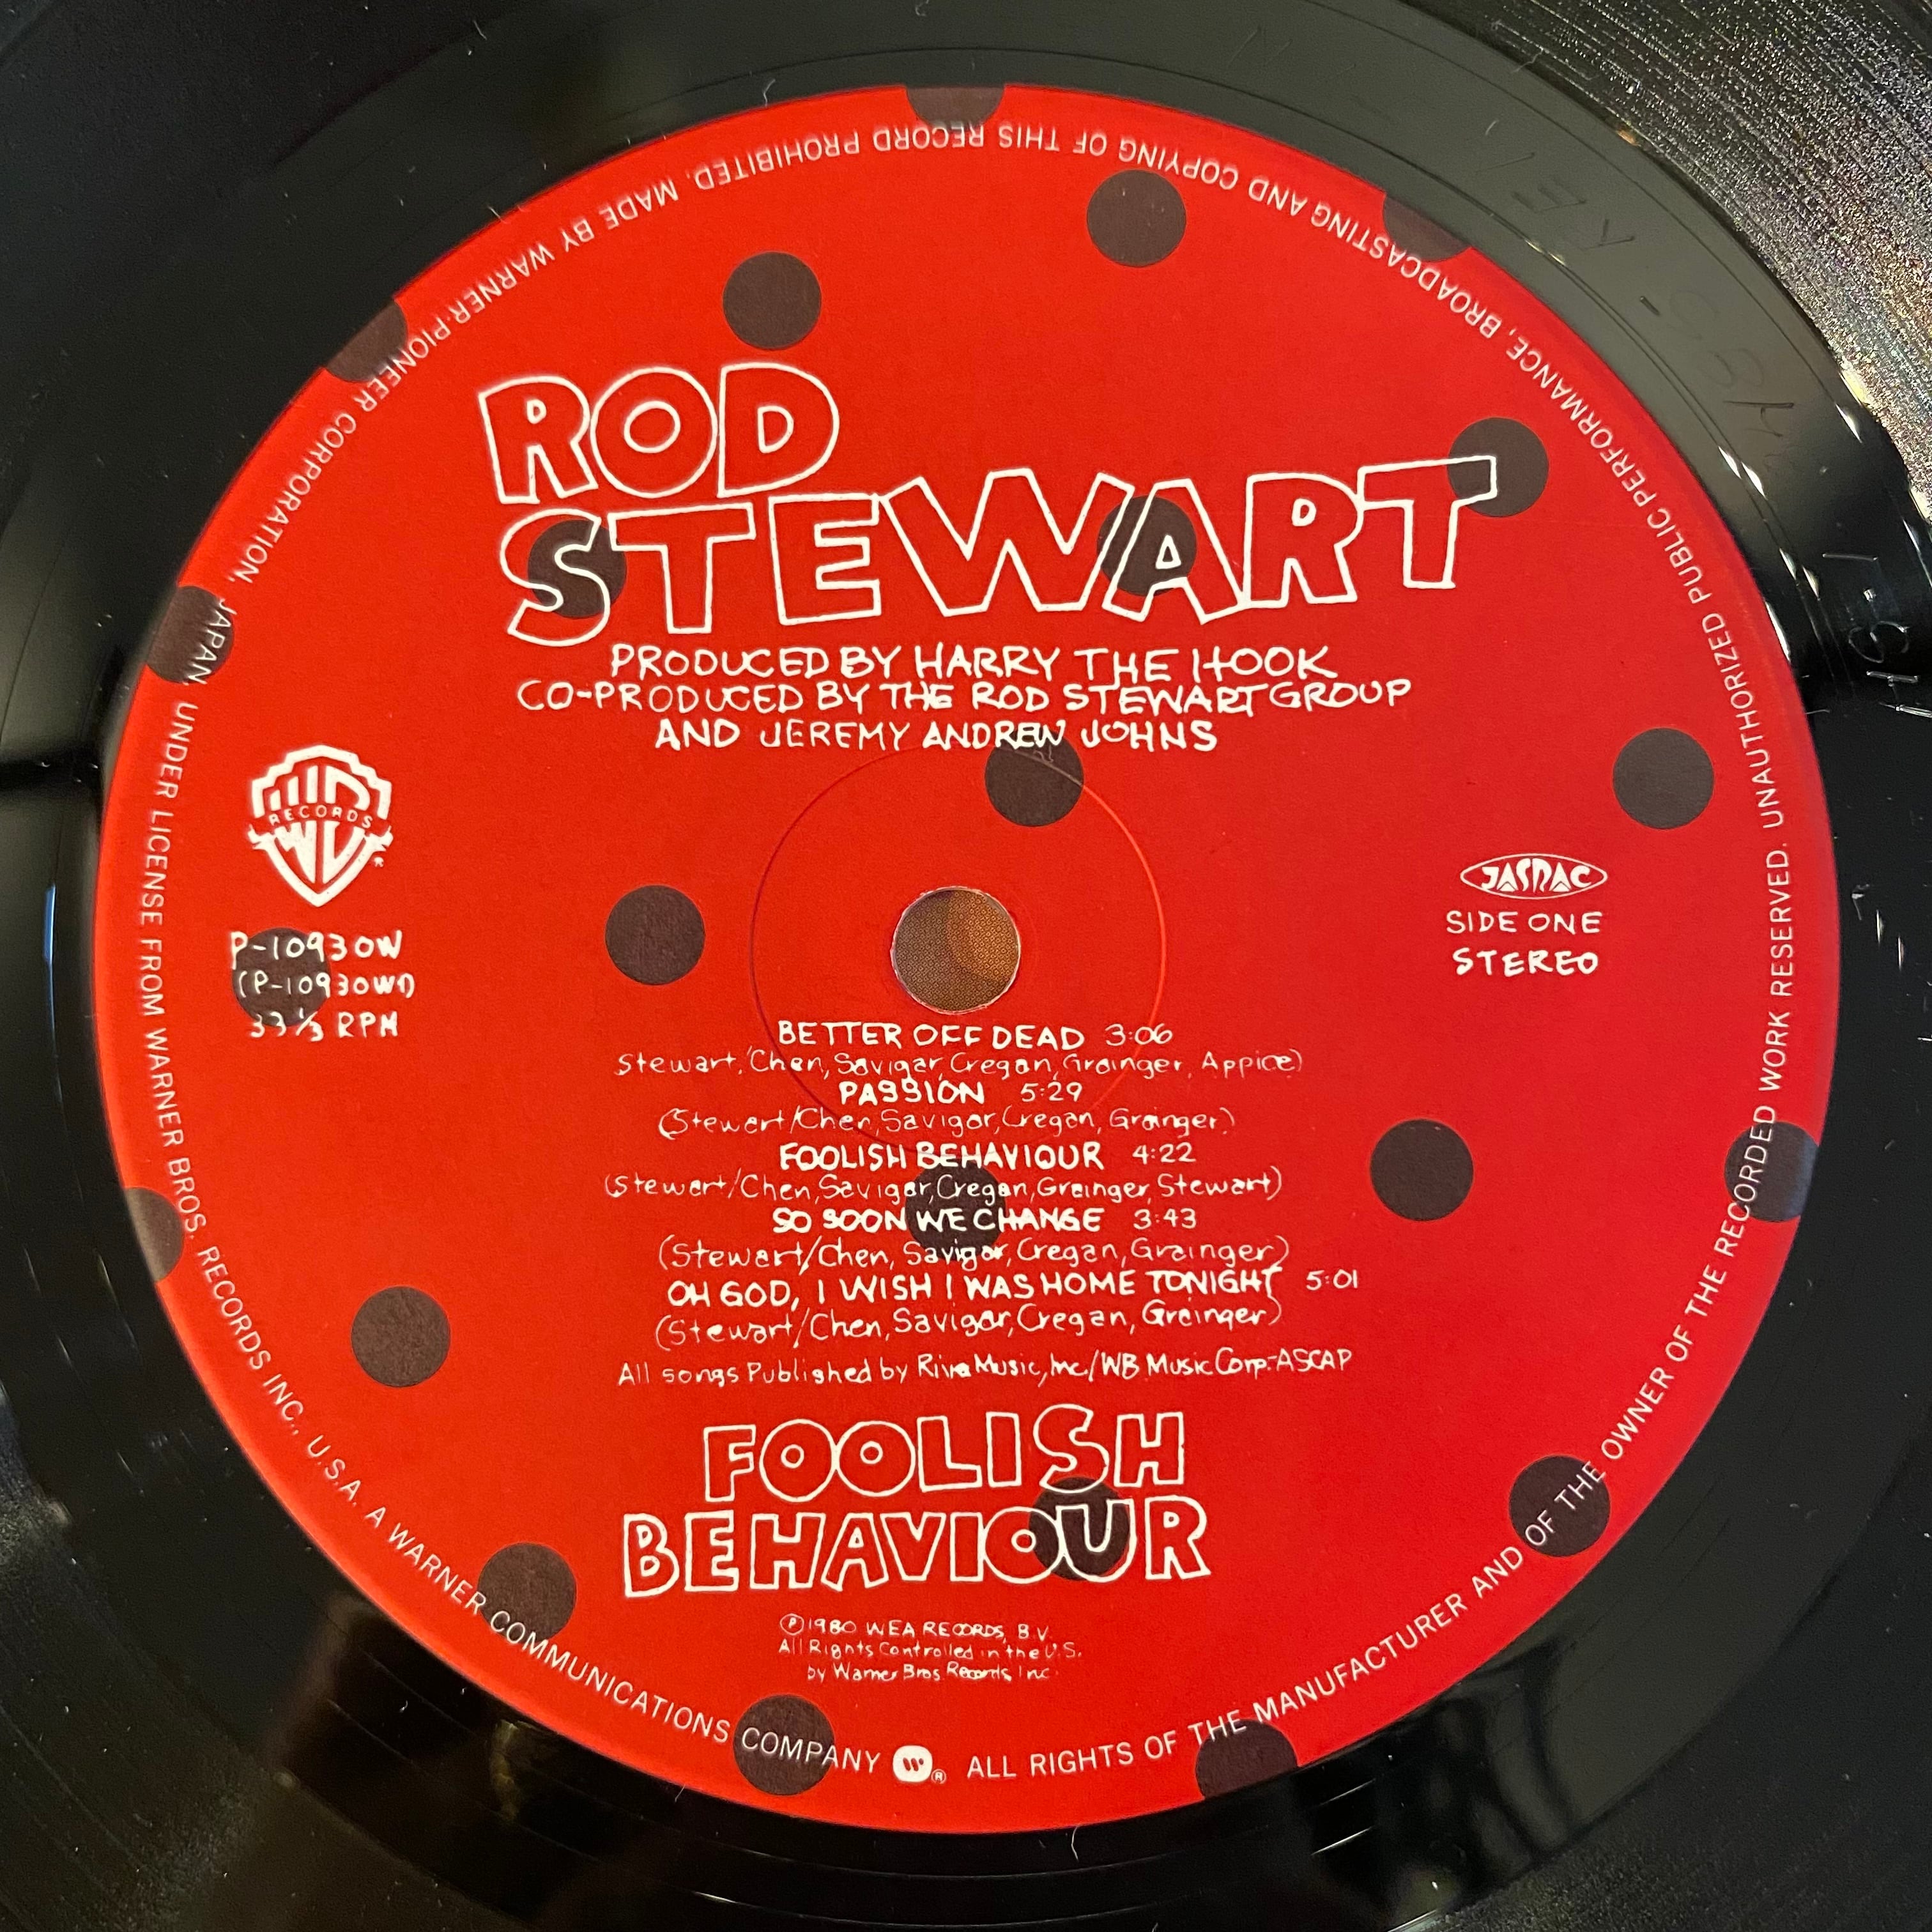 ROD
STEWART
PRODUCED BY HARRY THE HOOK
CO-PRODUCED BY THE ROD STEWART GROUP
AND JEREMY ANDREW JOHNS
RECORDS
P-10930W
(P-10930W1)
33 1/3 RPM
JASRAC
SIDE ONE
STEREO
BETTER OFF DEAD 3:06
Stewart/Chen, Savigar, Cregan, Grainger, Appice)
PASSION 5:29
(Stewart/Chen, Savigar, Cregan, Grainger)
FOOLISH BEHAVIOUR 4:22
(Stewart/Chen, Savigar, Cregan, Grainger, Stewart)
SO SOON WE CHANGE 3:43
(Stewart/Chen, Savigar, Cregan, Grainger)
OH GOD, I WISH I WAS HOME TONIGHT 5:01
(Stewart/Chen, Savigar, Cregan, Grainger)
All songs Published by Riva Music, Inc./WB Music Corp.-ASCAP
FOOLISH
BEHAVIOUR
℗1980 WEA RECORDS, B.V.
All Rights Controlled in the U.S.
by Warner Bros. Records Inc.
MADE BY WARNER-PIONEER CORPORATION, JAPAN, UNDER LICENSE FROM WARNER BROS. RECORDS INC., U.S.A. A WARNER COMMUNICATIONS COMPANY ® ALL RIGHTS OF THE MANUFACTURER AND OF THE OWNER OF THE RECORDED WORK RESERVED. UNAUTHORIZED PUBLIC PERFORMANCE, BROADCASTING AND COPYING OF THIS RECORD PROHIBITED.